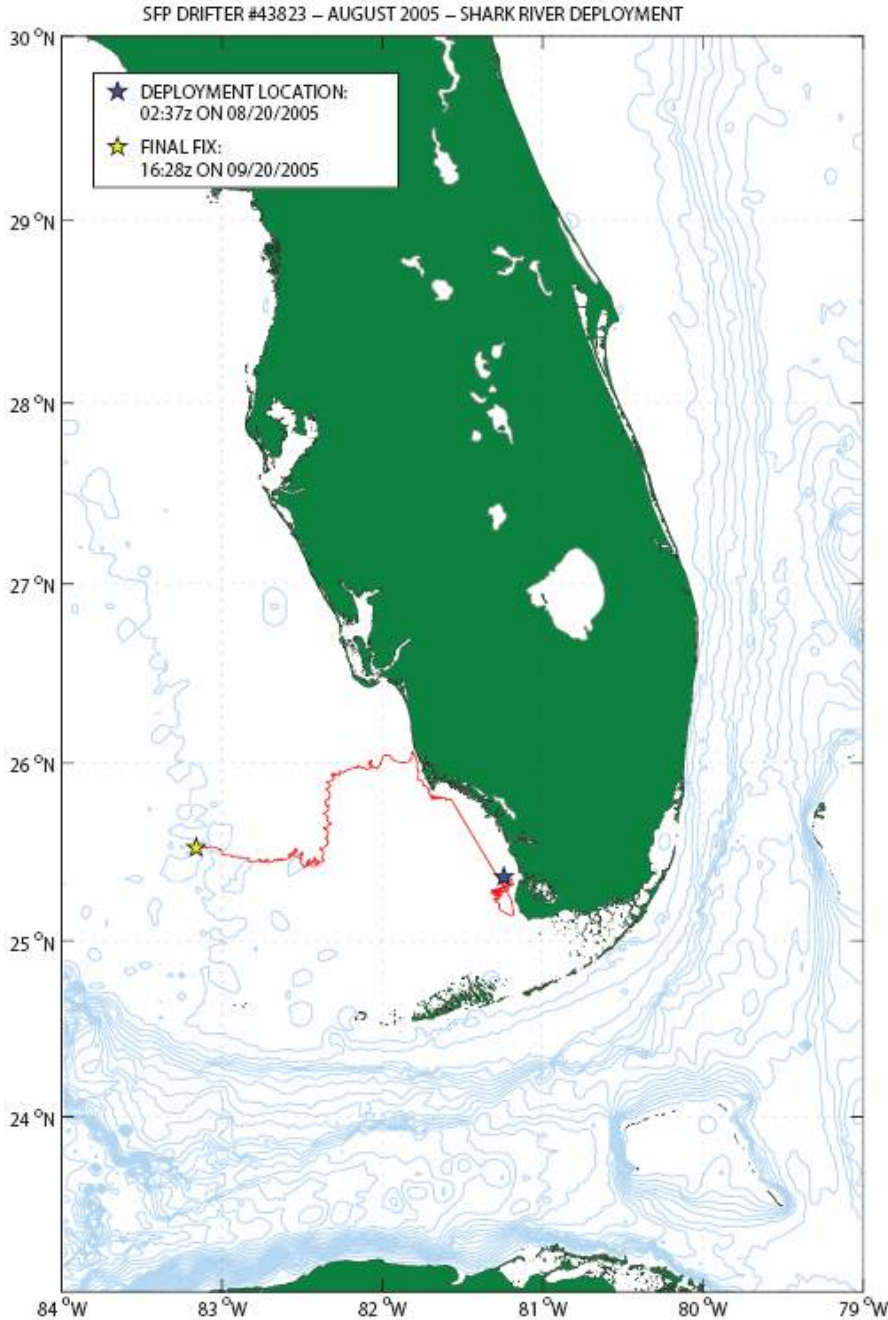 SFP DRIFTER #43823 – AUGUST 2005 – SHARK RIVER DEPLOYMENT
30 °N
DEPLOYMENT LOCATION:
02:37z ON 08/20/2005
FINAL FIX:
16:28z ON 09/20/2005
29 °N
28 °N
27 °N
26 °N
25 °N
24 °N
84 °W 83 °W 82 °W 81 °W 80 °W 79 °W